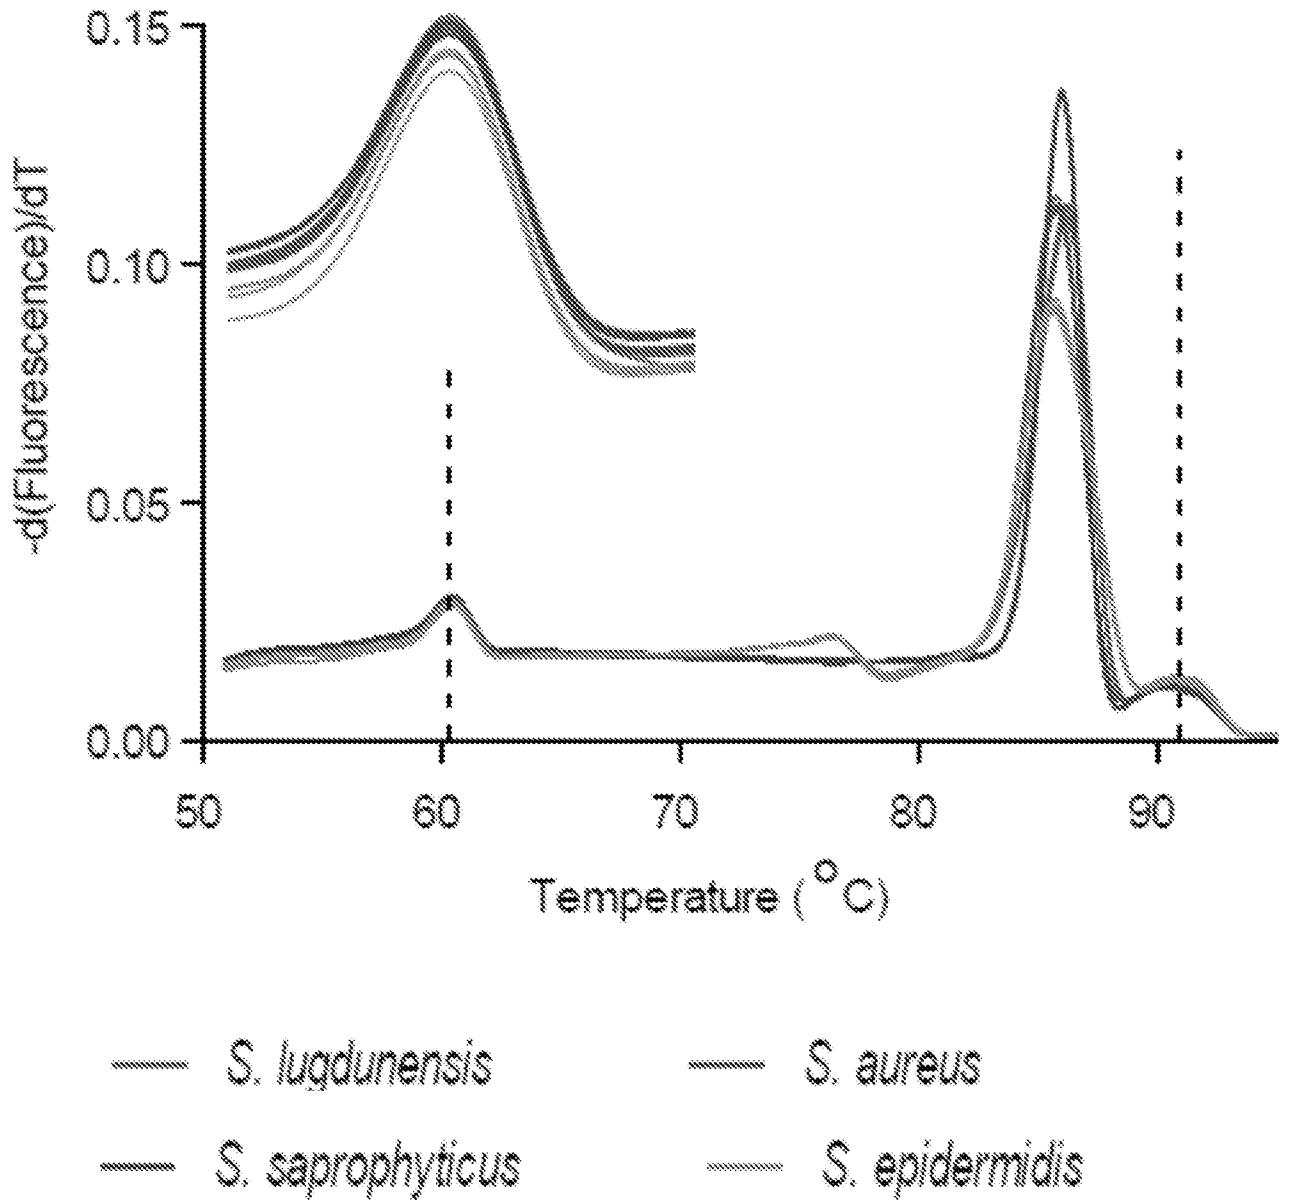 0.15
0.10
0.05
0.00
-d(Fluorescence)/dT
50 60 70 80 90
Temperature (°C)
S. lugdunensis S. aureus
S. saprophyticus S. epidermidis